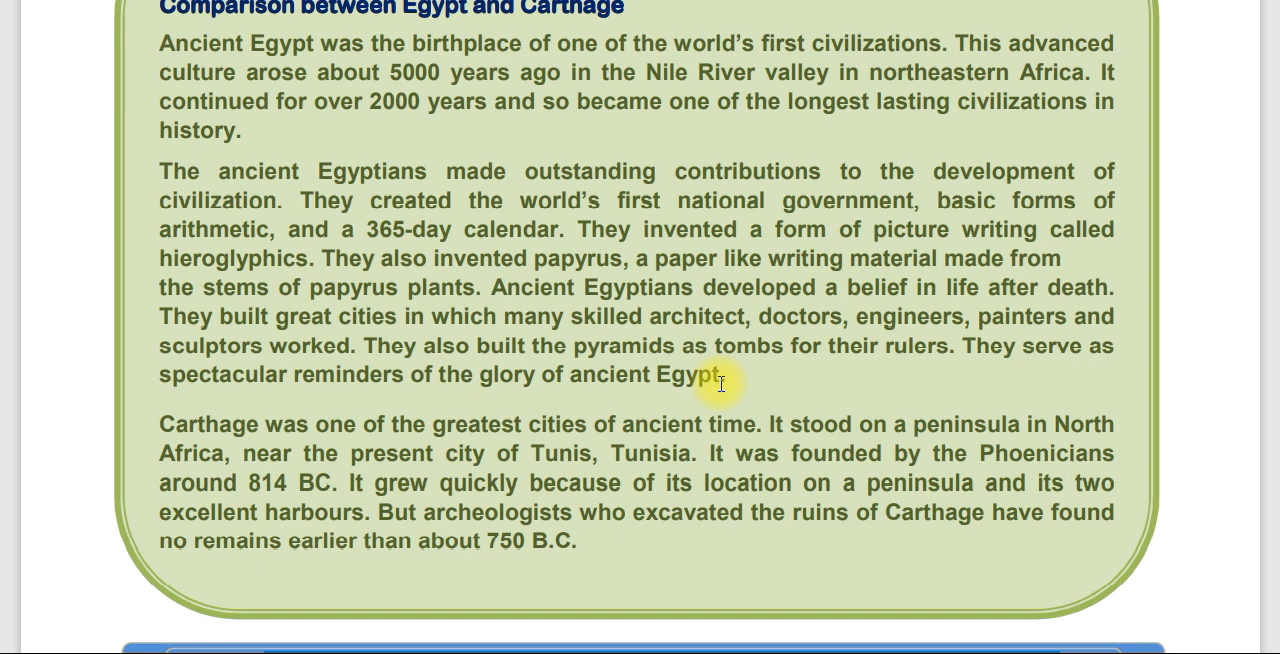 Comparison between Egypt and Carthage
Ancient Egypt was the birthplace of one of the world’s first civilizations. This advanced
culture arose about 5000 years ago in the Nile River valley in northeastern Africa. It
continued for over 2000 years and so became one of the longest lasting civilizations in
history.
The ancient Egyptians made outstanding contributions to the development of
civilization. They created the world’s first national government, basic forms of
arithmetic, and a 365-day calendar. They invented a form of picture writing called
hieroglyphics. They also invented papyrus, a paper like writing material made from
the stems of papyrus plants. Ancient Egyptians developed a belief in life after death.
They built great cities in which many skilled architect, doctors, engineers, painters and
sculptors worked. They also built the pyramids as tombs for their rulers. They serve as
spectacular reminders of the glory of ancient Egypt.
Carthage was one of the greatest cities of ancient time. It stood on a peninsula in North
Africa, near the present city of Tunis, Tunisia. It was founded by the Phoenicians
around 814 BC. It grew quickly because of its location on a peninsula and its two
excellent harbours. But archeologists who excavated the ruins of Carthage have found
no remains earlier than about 750 B.C.